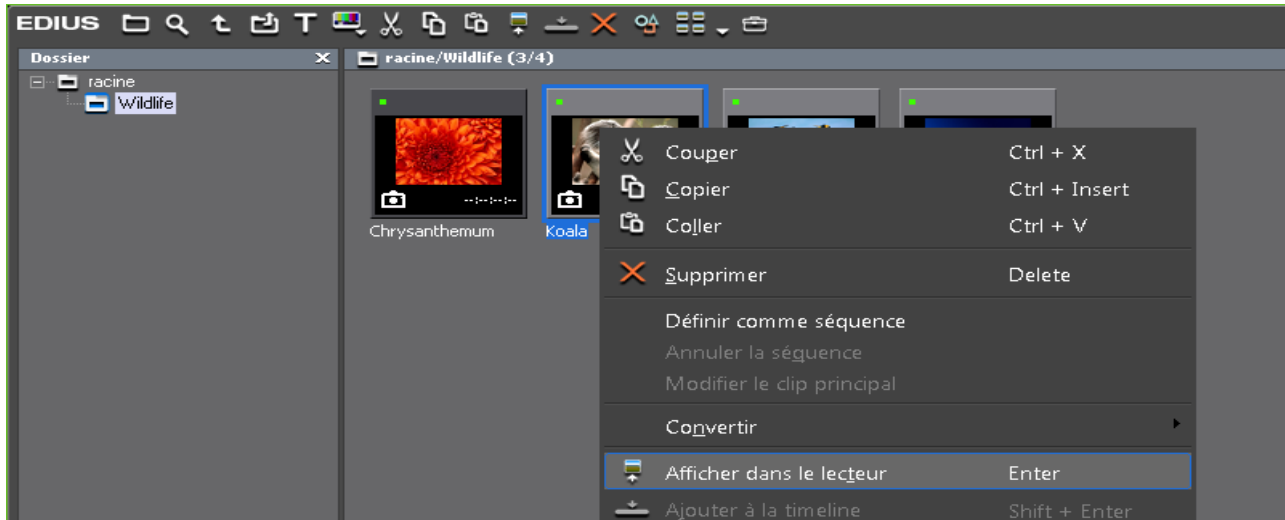 EDIUS
Dossier
racine/Wildlife (3/4)
racine
Wildlife
--:--:--:--
Chrysanthemum
Koala
Couper Ctrl + X
Copier Ctrl + Insert
Coller Ctrl + V
Supprimer Delete
Définir comme séquence
Annuler la séquence
Modifier le clip principal
Convertir
Afficher dans le lecteur Enter
Ajouter à la timeline Shift + Enter